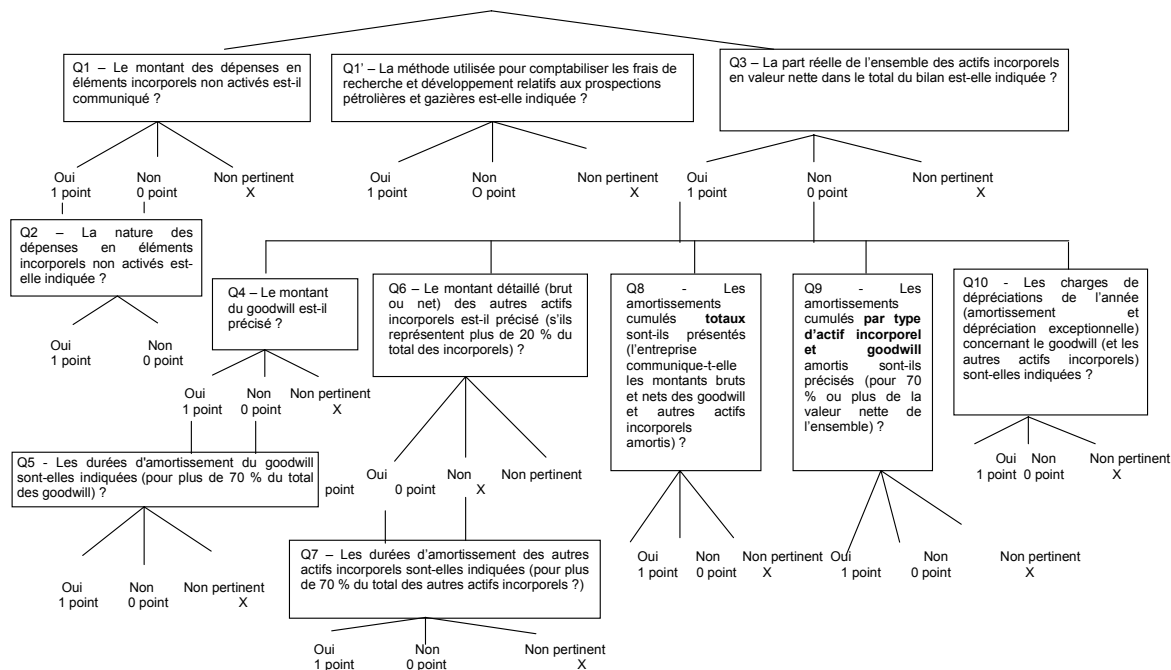 Q1 – Le montant des dépenses en
éléments incorporels non activés est-il
communiqué ?
Q1' – La méthode utilisée pour comptabiliser les frais de
recherche et développement relatifs aux prospections
pétrolières et gazières est-elle indiquée ?
Q3 – La part réelle de l'ensemble des actifs incorporels
en valeur nette dans le total du bilan est-elle indiquée ?
Oui Non Non pertinent
1 point 0 point X
Oui Non Non pertinent
1 point O point X
Oui Non Non pertinent
1 point 0 point X
Q2 – La nature des
dépenses en éléments
incorporels non activés est-
elle indiquée ?
Oui Non
1 point 0 point
Q4 – Le montant
du goodwill est-il
précisé ?
Oui Non Non pertinent
1 point 0 point X
Q5 - Les durées d'amortissement du goodwill
sont-elles indiquées (pour plus de 70 % du total
des goodwill) ?
Oui Non Non pertinent
1 point 0 point X
Q6 – Le montant détaillé (brut
ou net) des autres actifs
incorporels est-il précisé (s'ils
représentent plus de 20 % du
total des incorporels) ?
Oui Non Non pertinent
point 0 point X
Q7 – Les durées d'amortissement des autres
actifs incorporels sont-elles indiquées (pour plus
de 70 % du total des autres actifs incorporels ?)
Oui Non Non pertinent
1 point 0 point X
Q8 - Les
amortissements
cumulés totaux
sont-ils présentés
(l'entreprise
communique-t-elle
les montants bruts
et nets des goodwill
et autres actifs
incorporels
amortis) ?
Oui Non Non pertinent
1 point 0 point X
Q9 - Les
amortissements
cumulés par type
d'actif incorporel
et goodwill
amortis sont-ils
précisés (pour 70
% ou plus de la
valeur nette de
l'ensemble) ?
Oui Non Non pertinent
1 point 0 point X
Q10 - Les charges de
dépréciations de l'année
(amortissement et
dépréciation exceptionnelle)
concernant le goodwill (et les
autres actifs incorporels)
sont-elles indiquées ?
Oui Non Non pertinent
1 point 0 point X